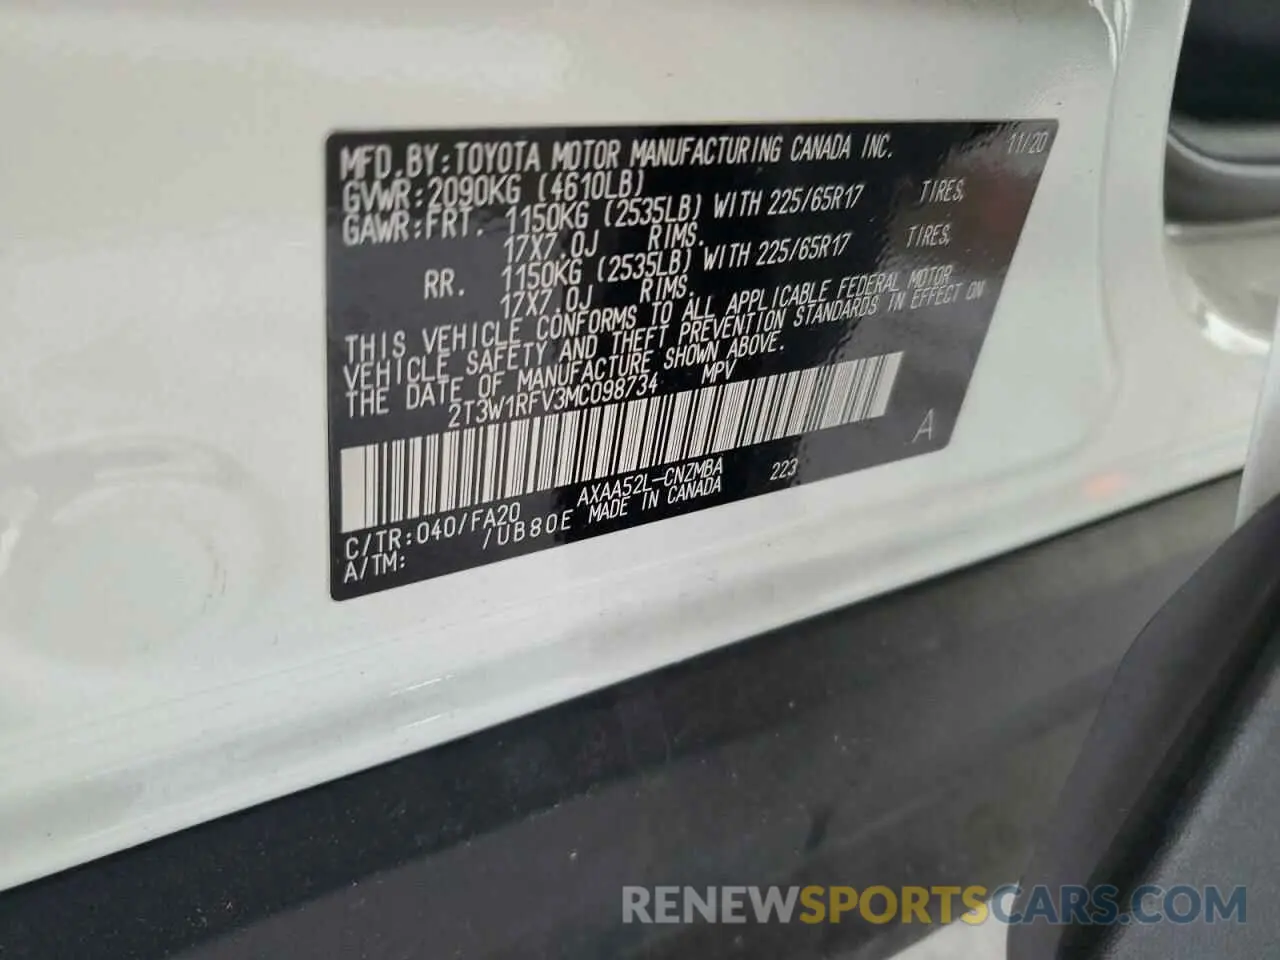 MFD.BY:TOYOTA MOTOR MANUFACTURING CANADA INC. 11/20
GVWR:2090KG (4610LB)
GAWR:FRT. 1150KG (2535LB) WITH 225/65R17 TIRES,
17X7.0J RIMS.
RR. 1150KG (2535LB) WITH 225/65R17 TIRES,
17X7.0J RIMS.
THIS VEHICLE CONFORMS TO ALL APPLICABLE FEDERAL MOTOR
VEHICLE SAFETY AND THEFT PREVENTION STANDARDS IN EFFECT ON
THE DATE OF MANUFACTURE SHOWN ABOVE.
2T3W1RFV3MC098734 MPV
A
C/TR:040/FA20 AXAA52L-CNZMBA 223
A/TM: /UB80E MADE IN CANADA
RENEWSPORTSCARS.COM